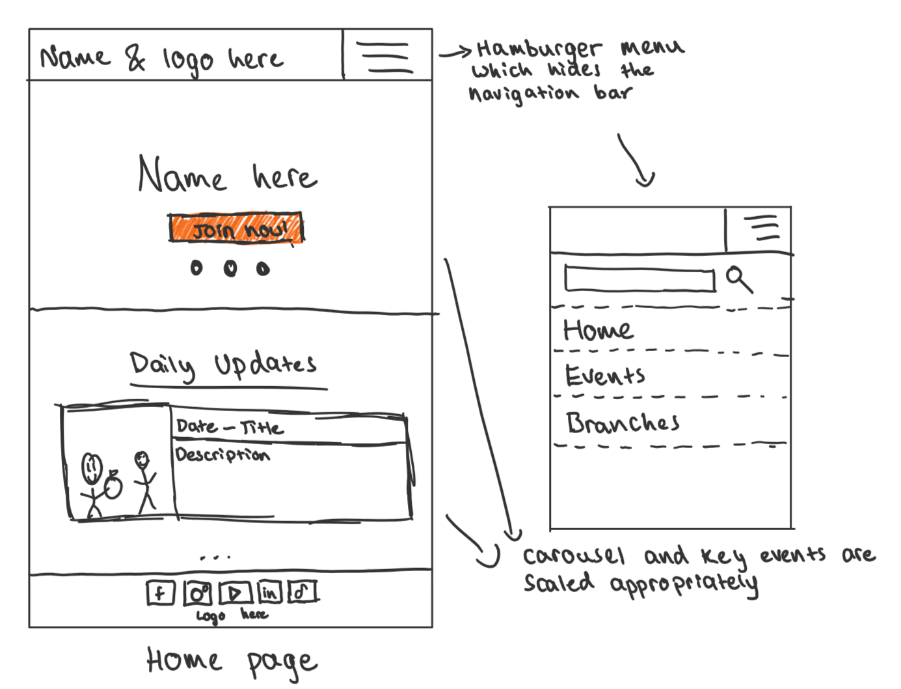 Name & logo here
Hamburger menu
which hides the
navigation bar
Name here
Join now!
Daily Updates
Date - Title
Description
...
f
in
Logo here
Home page
Home
Events
Branches
carousel and key events are
scaled appropriately